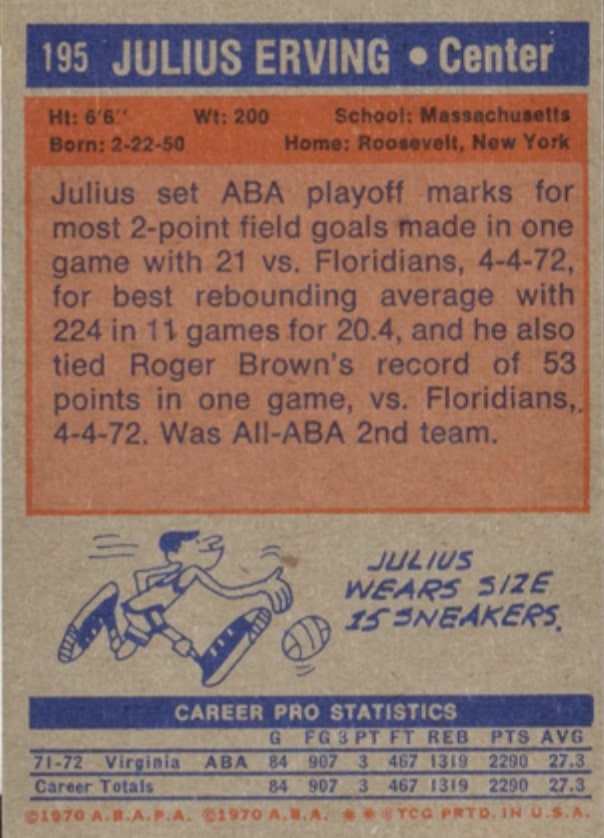 195 JULIUS ERVING • Center
Ht: 6'6" Wt: 200 School: Massachusetts
Born: 2-22-50 Home: Roosevelt, New York
Julius set ABA playoff marks for
most 2-point field goals made in one
game with 21 vs. Floridians, 4-4-72,
for best rebounding average with
224 in 11 games for 20.4, and he also
tied Roger Brown's record of 53
points in one game, vs. Floridians,
4-4-72. Was All-ABA 2nd team.
JULIUS
WEARS SIZE
15 SNEAKERS.
CAREER PRO STATISTICS
G FG 3 PT FT REB PTS AVG
71-72 Virginia ABA 84 907 3 467 1319 2290 27.3
Career Totals 84 907 3 467 1319 2290 27.3
©1970 A.B.A.P.A. ©1970 A.B.A. ✱ ✱ ® TCG PRTD. IN U.S.A.